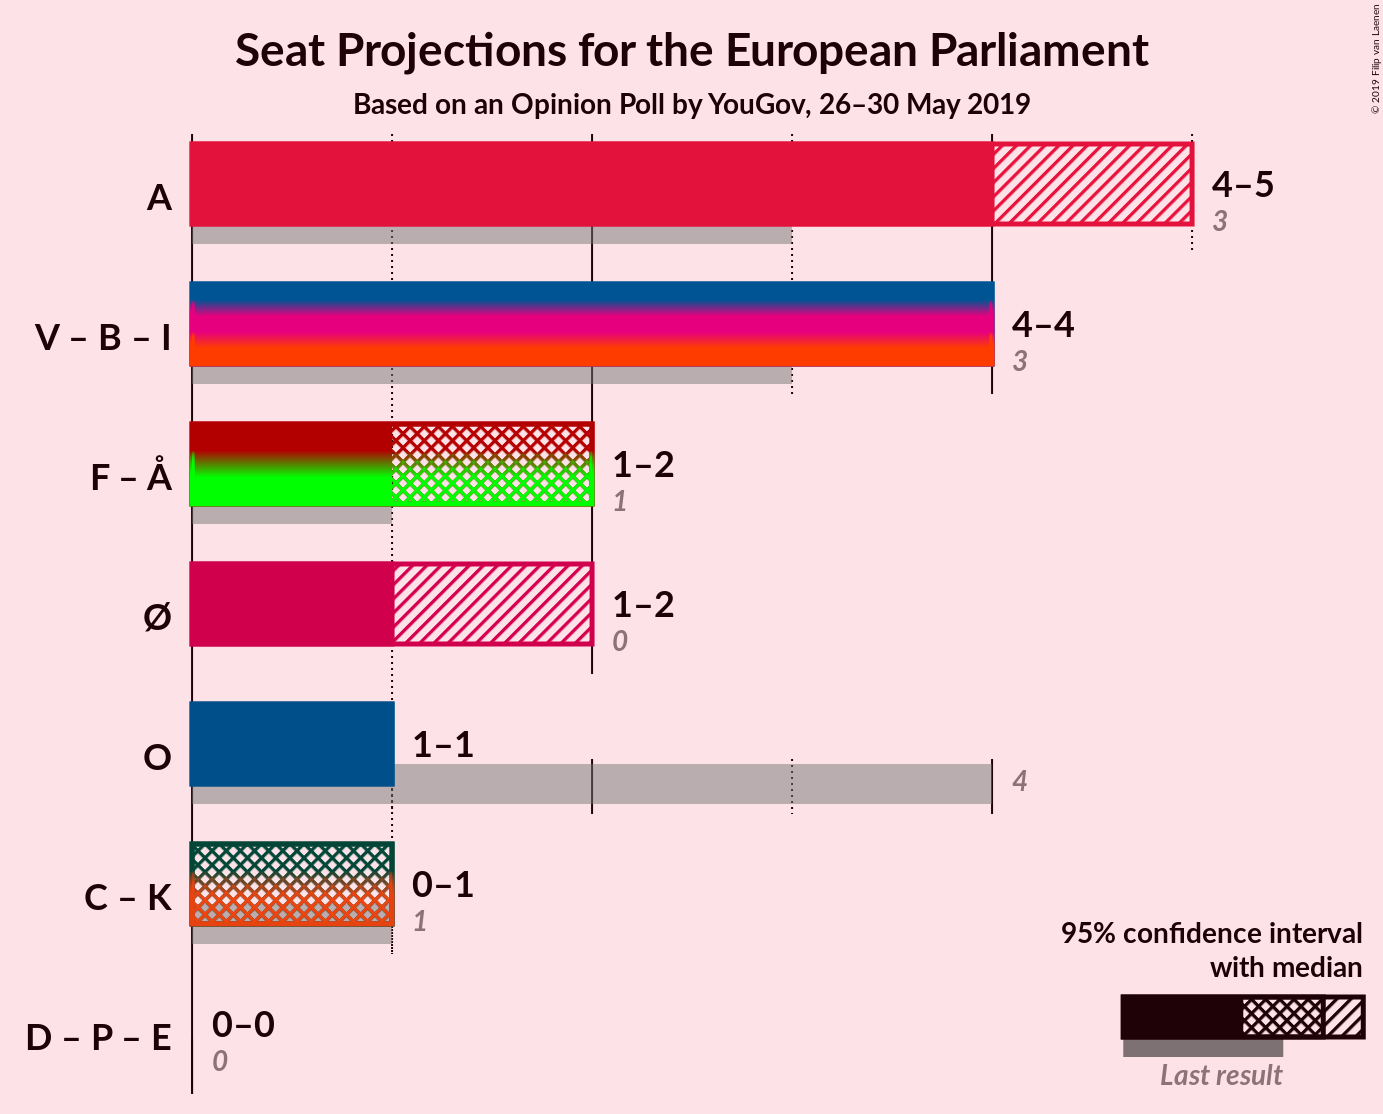 Seat Projections for the European Parliament
Based on an Opinion Poll by YouGov, 26–30 May 2019
© 2019 Filip van Laenen
A
4–5
3
V – B – I
4–4
3
F – Å
1–2
1
Ø
1–2
0
O
1–1
4
C – K
0–1
1
D – P – E
0–0
0
95% confidence interval
with median
Last result